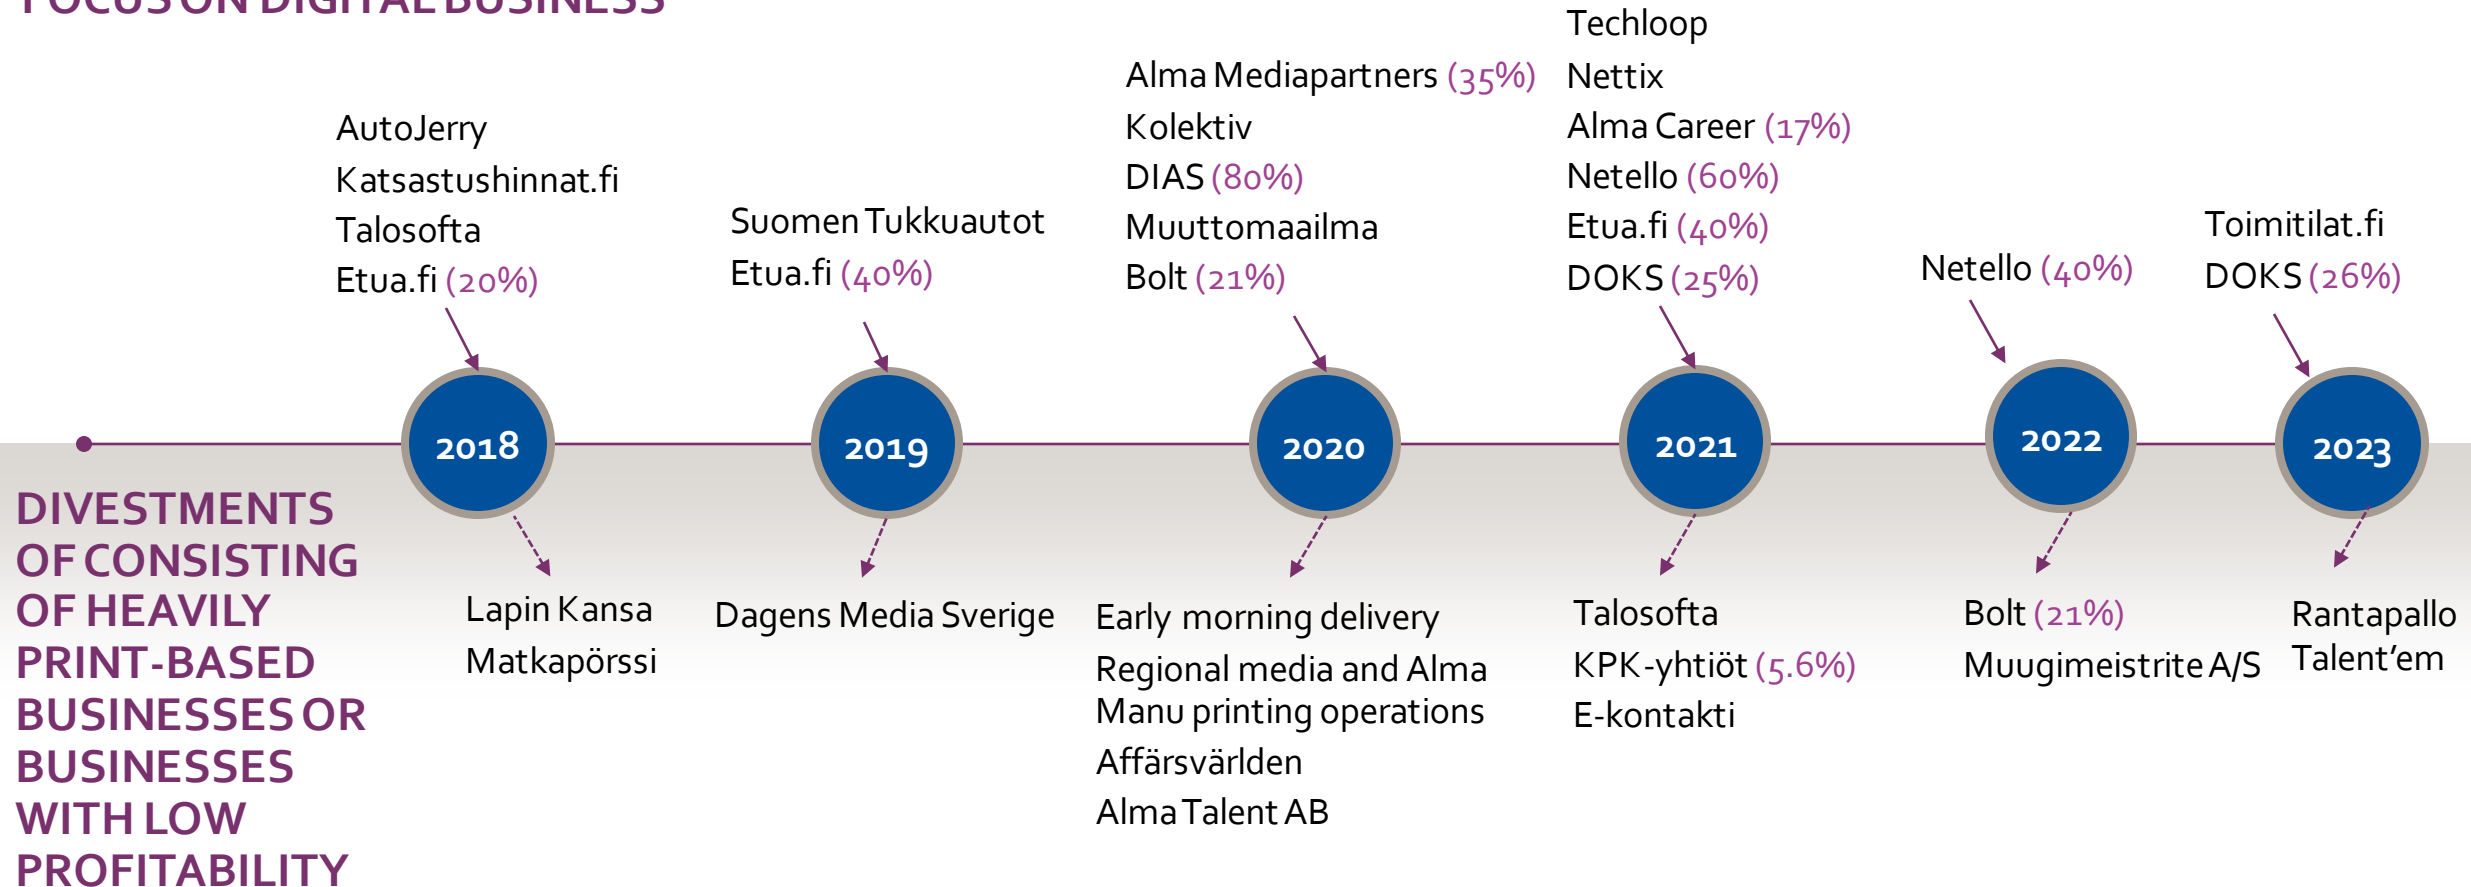 FOCUS ON DIGITAL BUSINESS
AutoJerry
Katsastushinnat.fi
Talosofta
Etua.fi (20%)
Suomen Tukkuautot
Etua.fi (40%)
Alma Mediapartners (35%)
Kolektiv
DIAS (80%)
Muuttomaailma
Bolt (21%)
Techloop
Nettix
Alma Career (17%)
Netello (60%)
Etua.fi (40%)
DOKS (25%)
Netello (40%)
Toimitilat.fi
DOKS (26%)
2018
2019
2020
2021
2022
2023
DIVESTMENTS
OF CONSISTING
OF HEAVILY
PRINT-BASED
BUSINESSES OR
BUSINESSES
WITH LOW
PROFITABILITY
Lapin Kansa
Matkapörssi
Dagens Media Sverige
Early morning delivery
Regional media and Alma
Manu printing operations
Affärsvärlden
Alma Talent AB
Talosofta
KPK-yhtiöt (5.6%)
E-kontakti
Bolt (21%)
Muugimeistrite A/S
Rantapallo
Talent’em